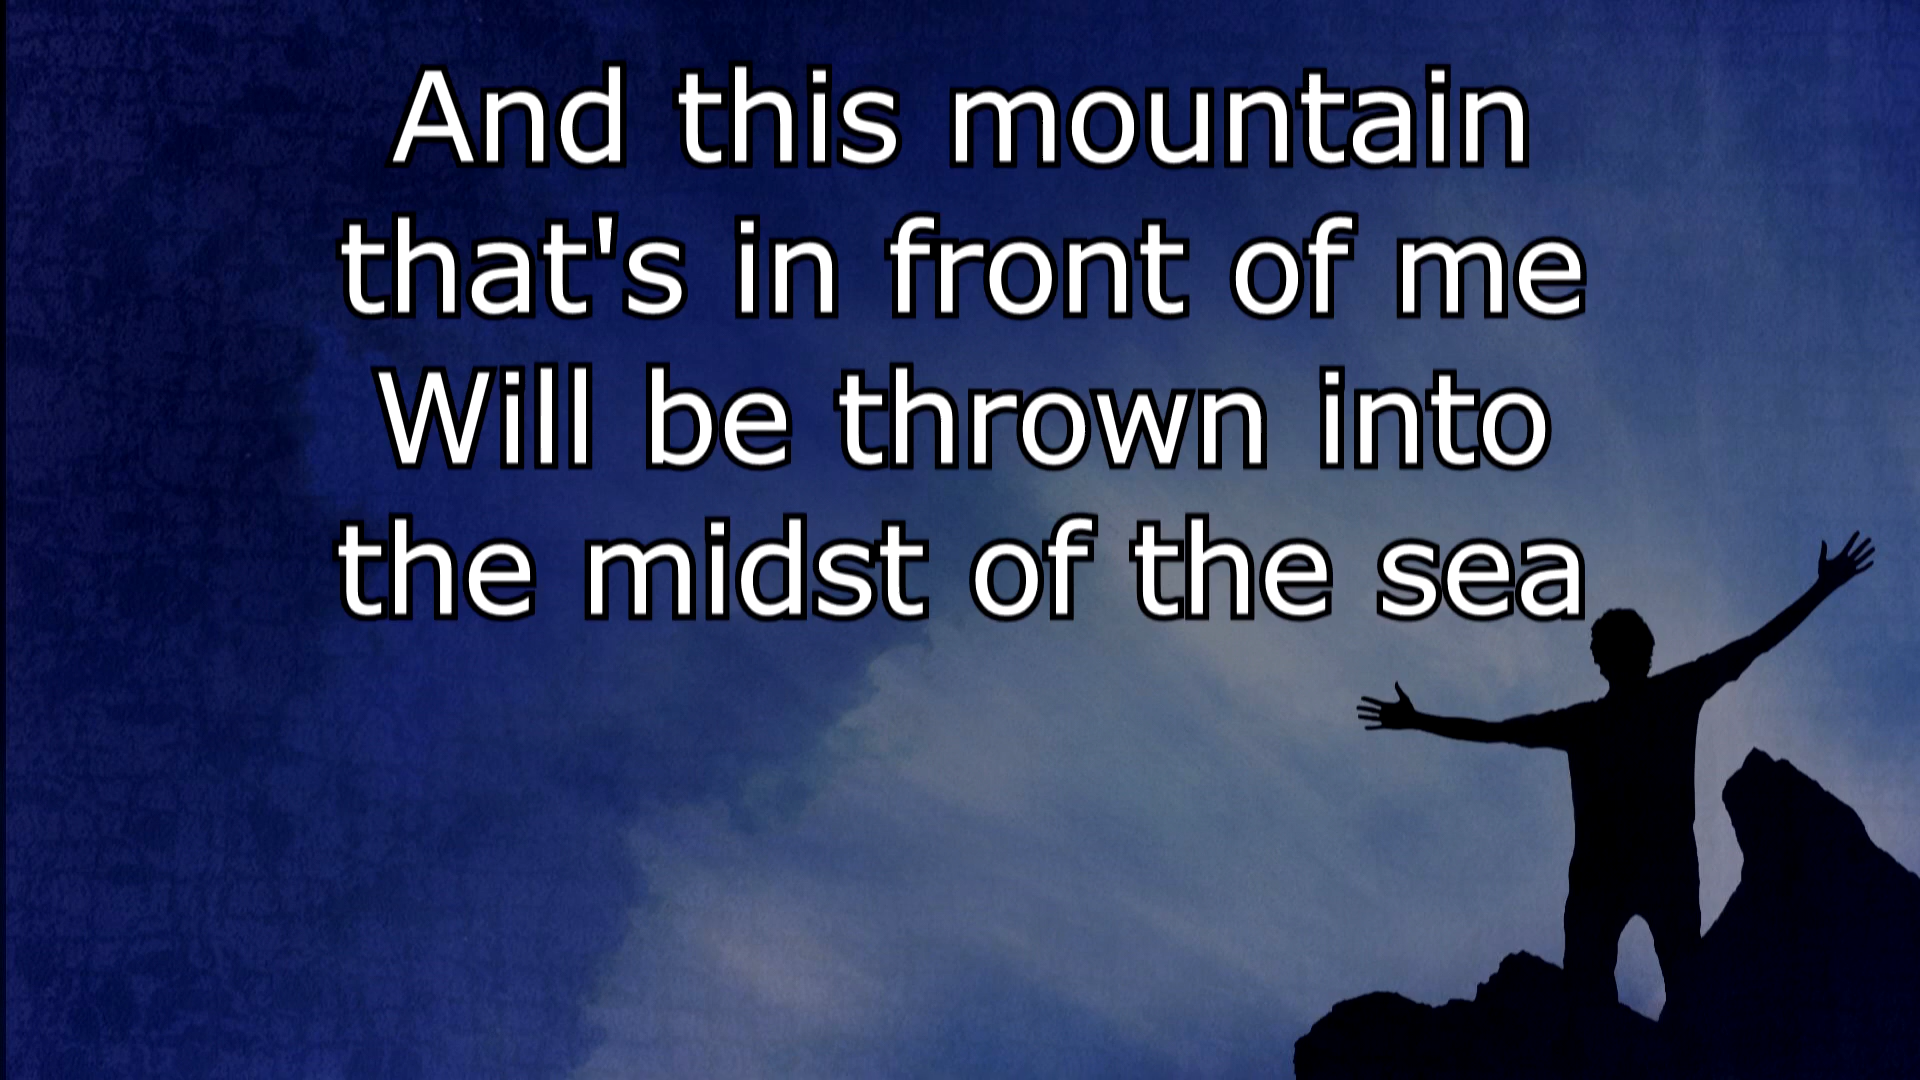 And this mountain
that's in front of me
Will be thrown into
the midst of the sea